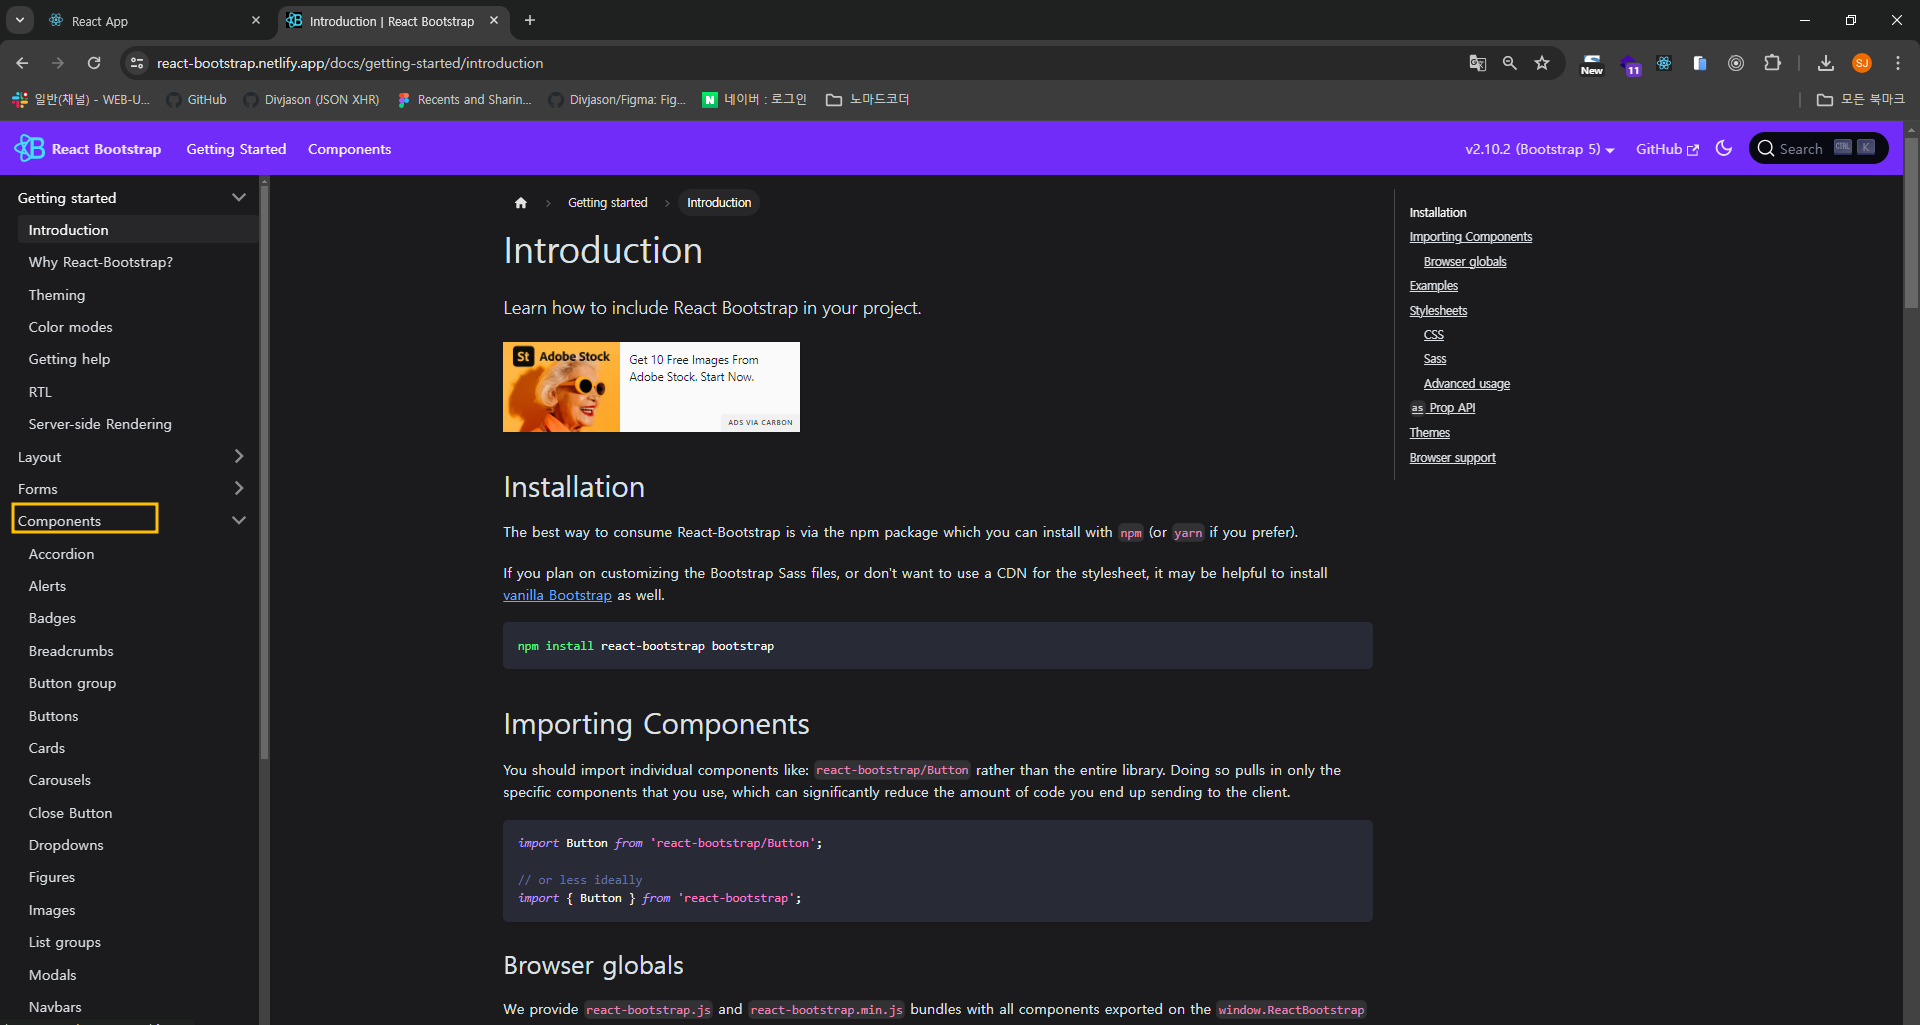 React App
Introduction | React Bootstrap
react-bootstrap.netlify.app/docs/getting-started/introduction
New
11
SJ
일반(채널) - WEB-U...
GitHub
Divjason (JSON XHR)
Recents and Sharin...
Divjason/Figma: Fig...
N
네이버 : 로그인
노마드코더
모든 북마크
B
React Bootstrap
Getting Started
Components
v2.10.2 (Bootstrap 5)
GitHub
Search
CTRL
K
Getting started
Introduction
Why React-Bootstrap?
Theming
Color modes
Getting help
RTL
Server-side Rendering
Layout
Forms
Components
Accordion
Alerts
Badges
Breadcrumbs
Button group
Buttons
Cards
Carousels
Close Button
Dropdowns
Figures
Images
List groups
Modals
Navbars
Getting started
Introduction
Introduction
Learn how to include React Bootstrap in your project.
St Adobe Stock
Get 10 Free Images From
Adobe Stock. Start Now.
ADS VIA CARBON
Installation
The best way to consume React-Bootstrap is via the npm package which you can install with npm (or yarn if you prefer).
If you plan on customizing the Bootstrap Sass files, or don't want to use a CDN for the stylesheet, it may be helpful to install
vanilla Bootstrap as well.
npm install react-bootstrap bootstrap
Importing Components
You should import individual components like: react-bootstrap/Button rather than the entire library. Doing so pulls in only the
specific components that you use, which can significantly reduce the amount of code you end up sending to the client.
import Button from 'react-bootstrap/Button';
// or less ideally
import { Button } from 'react-bootstrap';
Browser globals
We provide react-bootstrap.js and react-bootstrap.min.js bundles with all components exported on the window.ReactBootstrap
Installation
Importing Components
Browser globals
Examples
Stylesheets
CSS
Sass
Advanced usage
as Prop API
Themes
Browser support